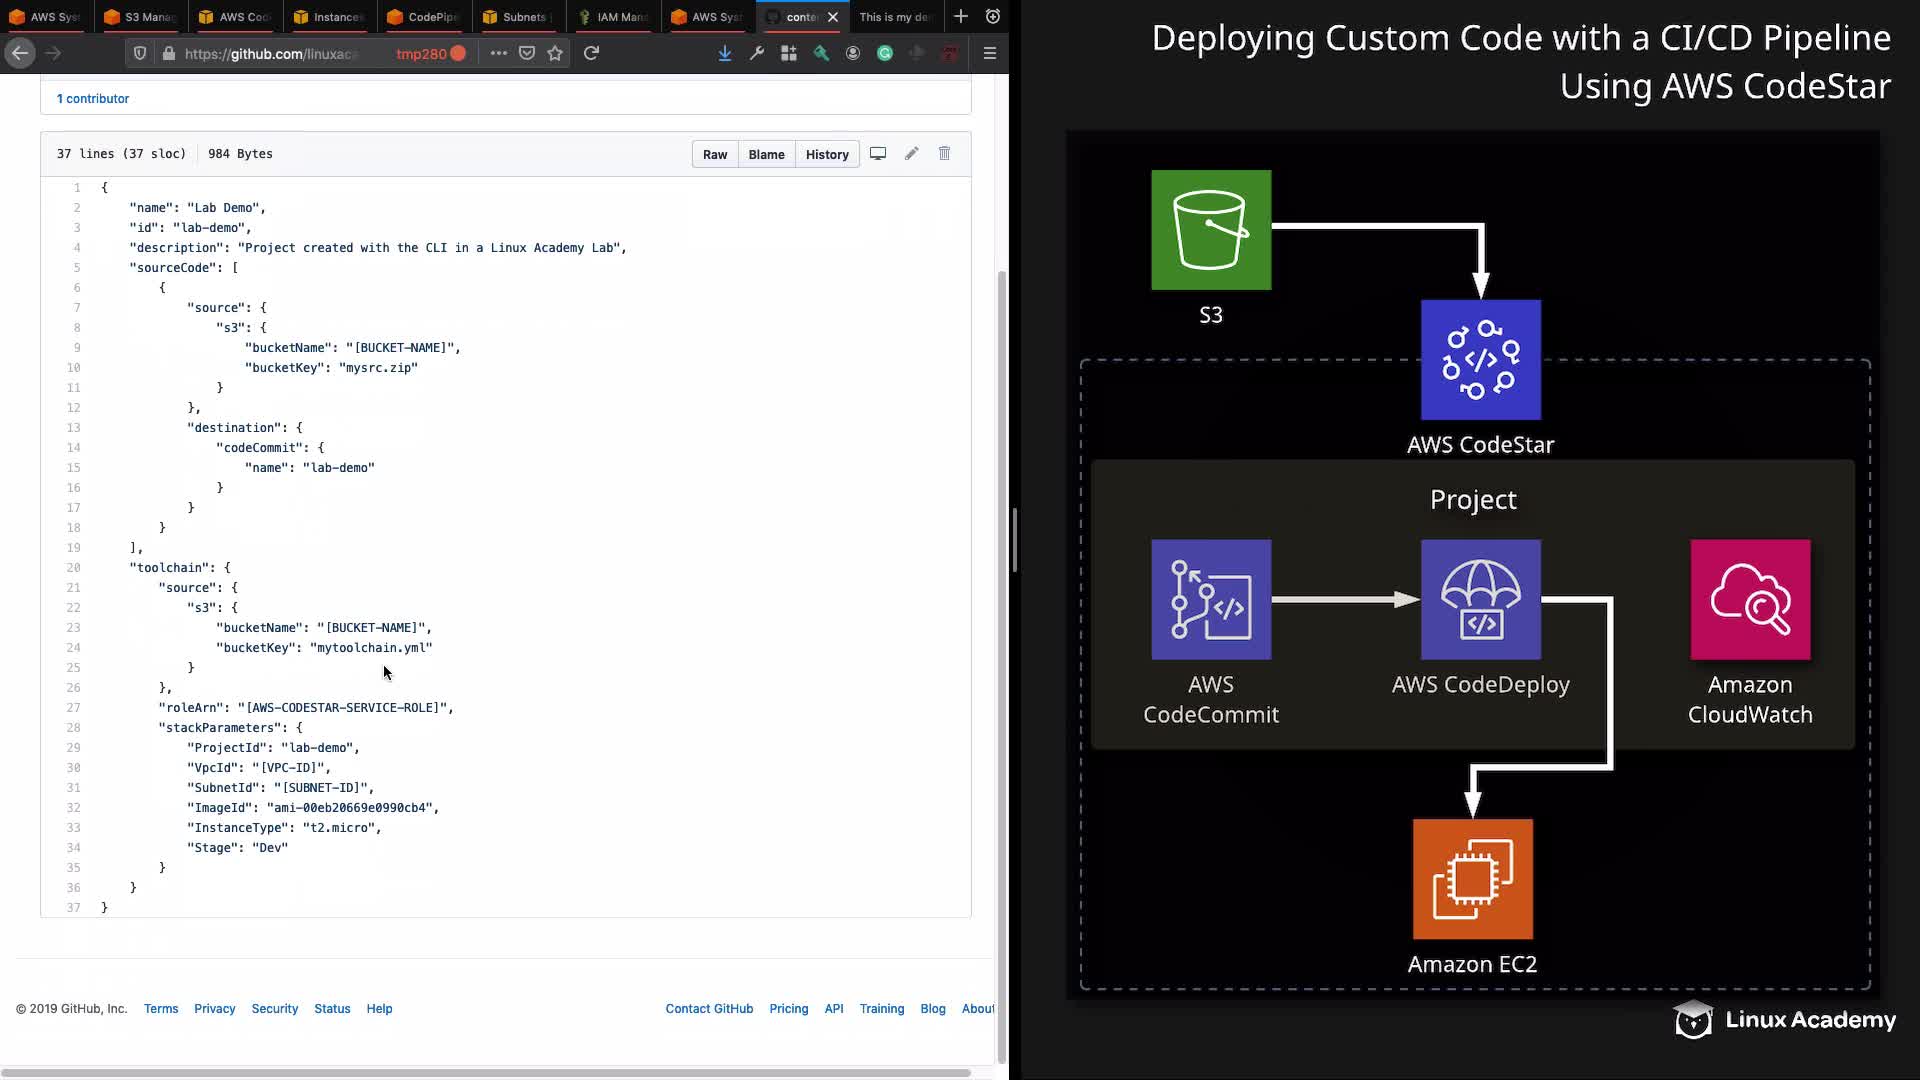 AWS Sys
S3 Mana
AWS Cod
Instances
CodePipe
Subnets |
IAM Mana
AWS Sys
conte
This is my de
https://github.com/linuxaca
tmp280
1 contributor
37 lines (37 sloc) 984 Bytes
Raw Blame History
1 {
2 "name": "Lab Demo",
3 "id": "lab-demo",
4 "description": "Project created with the CLI in a Linux Academy Lab",
5 "sourceCode": [
6 {
7 "source": {
8 "s3": {
9 "bucketName": "[BUCKET-NAME]",
10 "bucketKey": "mysrc.zip"
11 }
12 },
13 "destination": {
14 "codeCommit": {
15 "name": "lab-demo"
16 }
17 }
18 }
19 ],
20 "toolchain": {
21 "source": {
22 "s3": {
23 "bucketName": "[BUCKET-NAME]",
24 "bucketKey": "mytoolchain.yml"
25 }
26 },
27 "roleArn": "[AWS-CODESTAR-SERVICE-ROLE]",
28 "stackParameters": {
29 "ProjectId": "lab-demo",
30 "VpcId": "[VPC-ID]",
31 "SubnetId": "[SUBNET-ID]",
32 "ImageId": "ami-00eb20669e0990cb4",
33 "InstanceType": "t2.micro",
34 "Stage": "Dev"
35 }
36 }
37 }
© 2019 GitHub, Inc. Terms Privacy Security Status Help
Contact GitHub Pricing API Training Blog About
Deploying Custom Code with a CI/CD Pipeline
Using AWS CodeStar
S3
AWS CodeStar
Project
AWS
CodeCommit
AWS CodeDeploy
Amazon
CloudWatch
Amazon EC2
Linux Academy